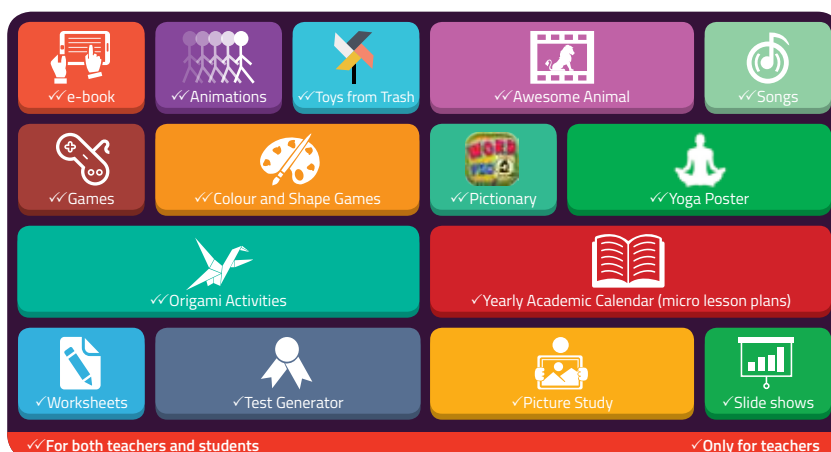 ✓✓e-book
✓✓Animations
✓✓Toys from Trash
✓✓Awesome Animal
✓✓Songs
✓✓Games
✓✓Colour and Shape Games
WORD
✓✓Pictionary
✓✓Yoga Poster
✓✓Origami Activities
✓Yearly Academic Calendar (micro lesson plans)
✓Worksheets
✓Test Generator
✓Picture Study
✓Slide shows
✓✓For both teachers and students
✓Only for teachers